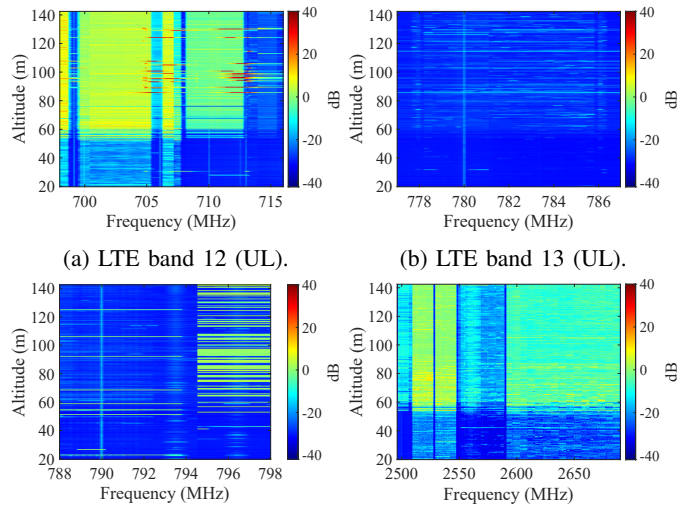 140
120
100
80
60
40
20
Altitude (m)
700 705 710 715
Frequency (MHz)
40
20
0
-20
-40
dB
140
120
100
80
60
40
20
Altitude (m)
778 780 782 784 786
Frequency (MHz)
40
20
0
-20
-40
dB
(a) LTE band 12 (UL).
(b) LTE band 13 (UL).
140
120
100
80
60
40
20
Altitude (m)
788 790 792 794 796 798
Frequency (MHz)
40
20
0
-20
-40
dB
140
120
100
80
60
40
20
Altitude (m)
2500 2550 2600 2650
Frequency (MHz)
40
20
0
-20
-40
dB